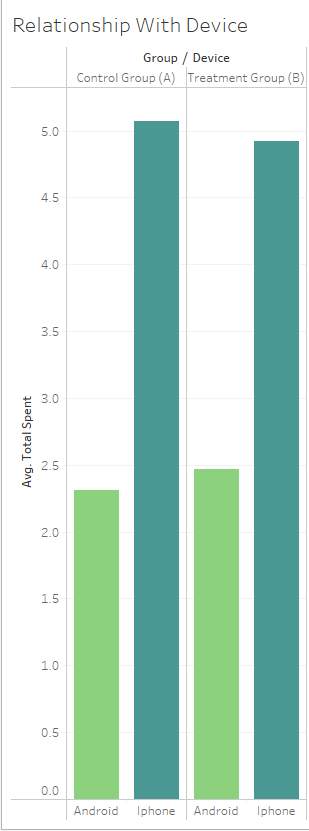 Relationship With Device
Group / Device
Control Group (A) Treatment Group (B)
Avg. Total Spent
5.0
4.5
4.0
3.5
3.0
2.5
2.0
1.5
1.0
0.5
0.0
Android Iphone Android Iphone